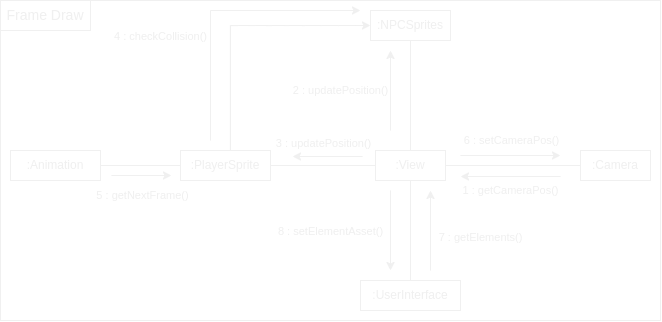 Frame Draw
4 : checkCollision()
:NPCSprites
2 : updatePosition()
3 : updatePosition()
6 : setCameraPos()
:Animation
:PlayerSprite
:View
:Camera
5 : getNextFrame()
1 : getCameraPos()
8 : setElementAsset()
7 : getElements()
UserInterface